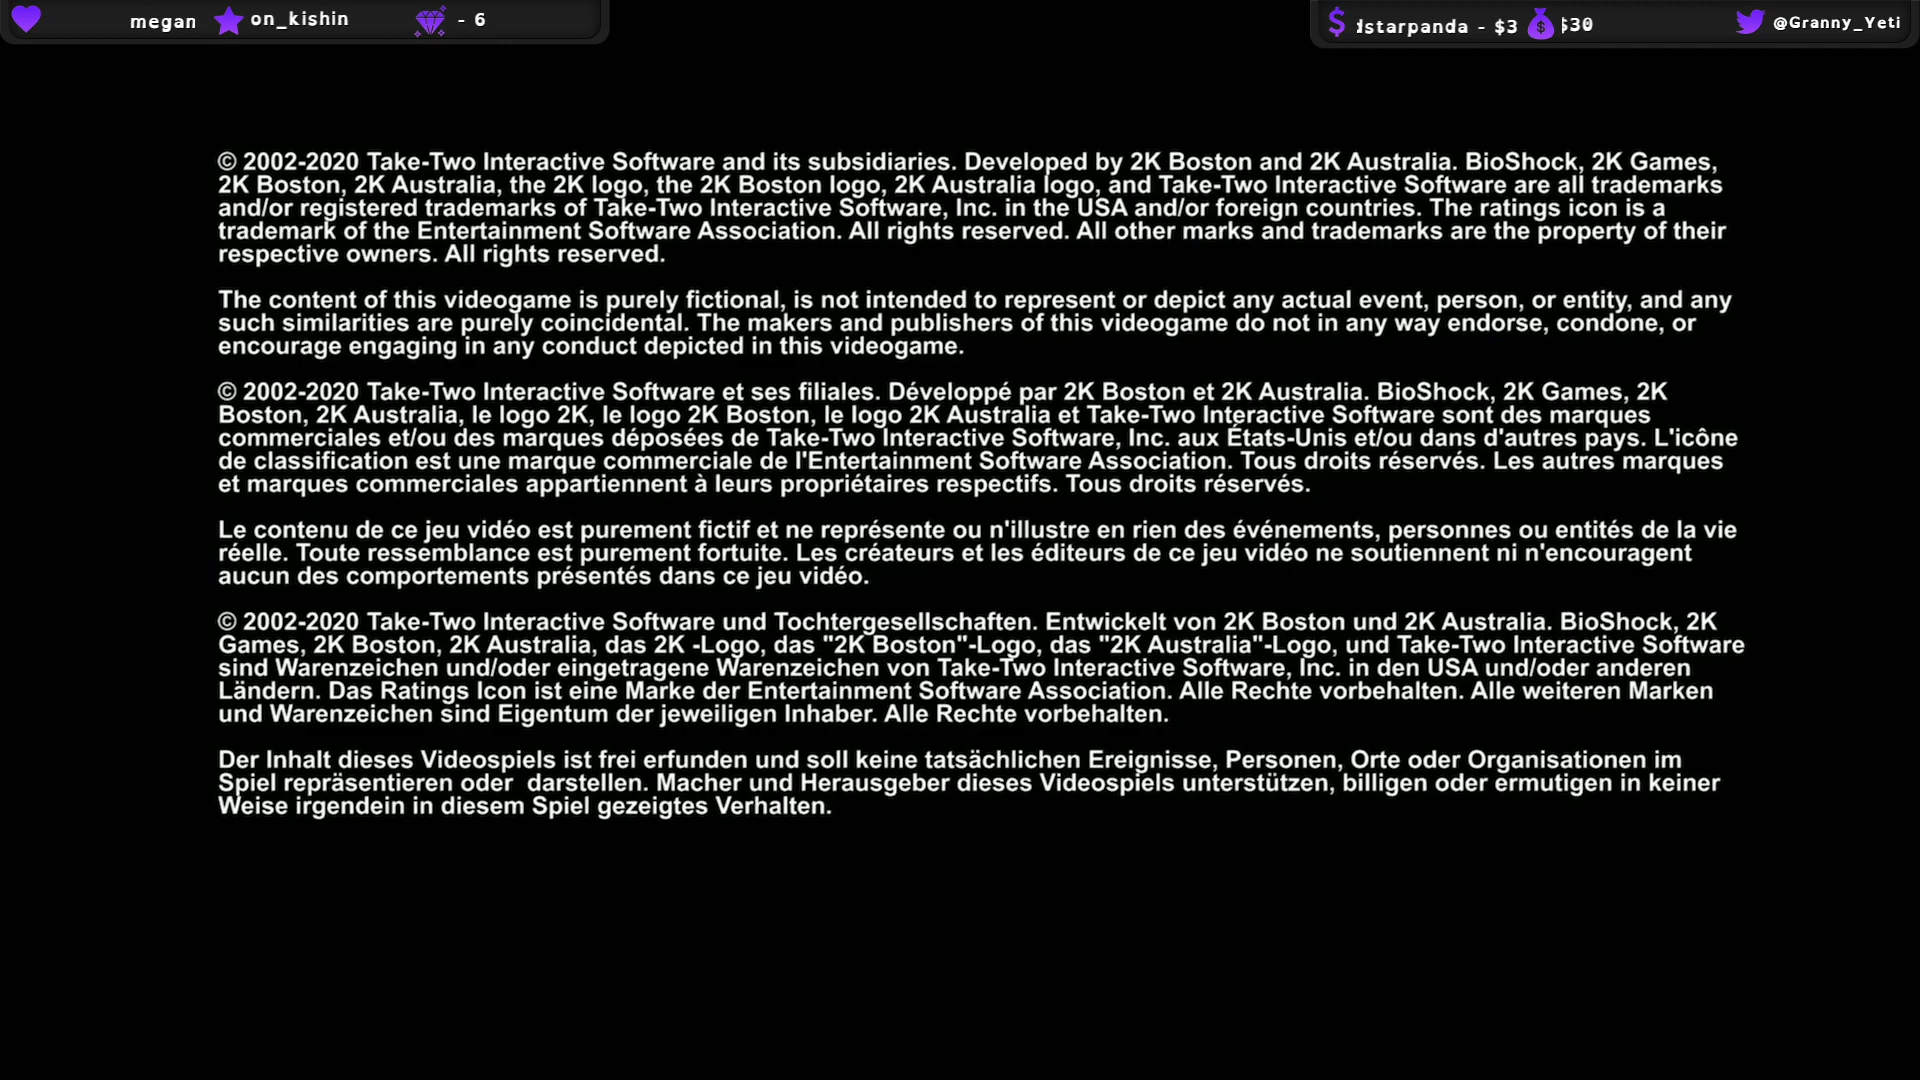 megan on_kishin - 6
dstarpanda - $3 $30 @Granny_Yeti
© 2002-2020 Take-Two Interactive Software and its subsidiaries. Developed by 2K Boston and 2K Australia. BioShock, 2K Games,
2K Boston, 2K Australia, the 2K logo, the 2K Boston logo, 2K Australia logo, and Take-Two Interactive Software are all trademarks
and/or registered trademarks of Take-Two Interactive Software, Inc. in the USA and/or foreign countries. The ratings icon is a
trademark of the Entertainment Software Association. All rights reserved. All other marks and trademarks are the property of their
respective owners. All rights reserved.
The content of this videogame is purely fictional, is not intended to represent or depict any actual event, person, or entity, and any
such similarities are purely coincidental. The makers and publishers of this videogame do not in any way endorse, condone, or
encourage engaging in any conduct depicted in this videogame.
© 2002-2020 Take-Two Interactive Software et ses filiales. Développé par 2K Boston et 2K Australia. BioShock, 2K Games, 2K
Boston, 2K Australia, le logo 2K, le logo 2K Boston, le logo 2K Australia et Take-Two Interactive Software sont des marques
commerciales et/ou des marques déposées de Take-Two Interactive Software, Inc. aux États-Unis et/ou dans d'autres pays. L'icône
de classification est une marque commerciale de l'Entertainment Software Association. Tous droits réservés. Les autres marques
et marques commerciales appartiennent à leurs propriétaires respectifs. Tous droits réservés.
Le contenu de ce jeu vidéo est purement fictif et ne représente ou n'illustre en rien des événements, personnes ou entités de la vie
réelle. Toute ressemblance est purement fortuite. Les créateurs et les éditeurs de ce jeu vidéo ne soutiennent ni n'encouragent
aucun des comportements présentés dans ce jeu vidéo.
© 2002-2020 Take-Two Interactive Software und Tochtergesellschaften. Entwickelt von 2K Boston und 2K Australia. BioShock, 2K
Games, 2K Boston, 2K Australia, das 2K -Logo, das "2K Boston"-Logo, das "2K Australia"-Logo, und Take-Two Interactive Software
sind Warenzeichen und/oder eingetragene Warenzeichen von Take-Two Interactive Software, Inc. in den USA und/oder anderen
Ländern. Das Ratings Icon ist eine Marke der Entertainment Software Association. Alle Rechte vorbehalten. Alle weiteren Marken
und Warenzeichen sind Eigentum der jeweiligen Inhaber. Alle Rechte vorbehalten.
Der Inhalt dieses Videospiels ist frei erfunden und soll keine tatsächlichen Ereignisse, Personen, Orte oder Organisationen im
Spiel repräsentieren oder darstellen. Macher und Herausgeber dieses Videospiels unterstützen, billigen oder ermutigen in keiner
Weise irgendein in diesem Spiel gezeigtes Verhalten.